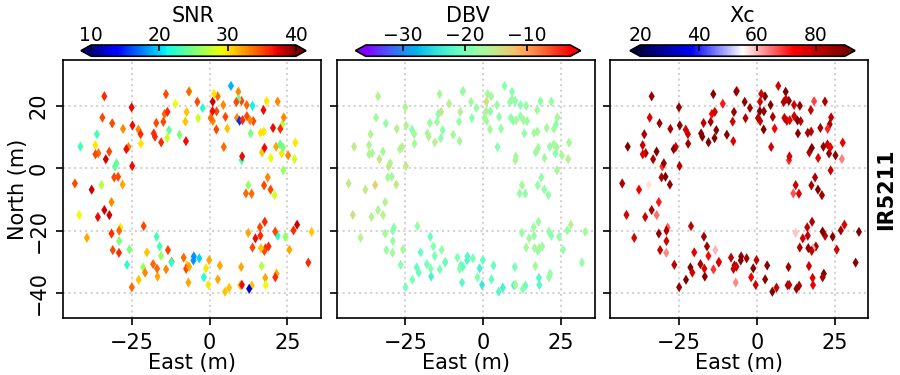 SNR DBV Xc
10 20 30 40 −30 −20 −10 20 40 60 80
20
0
−20
−40
North (m)
−25 0 25 −25 0 25 −25 0 25
East (m) East (m) East (m)
IR5211